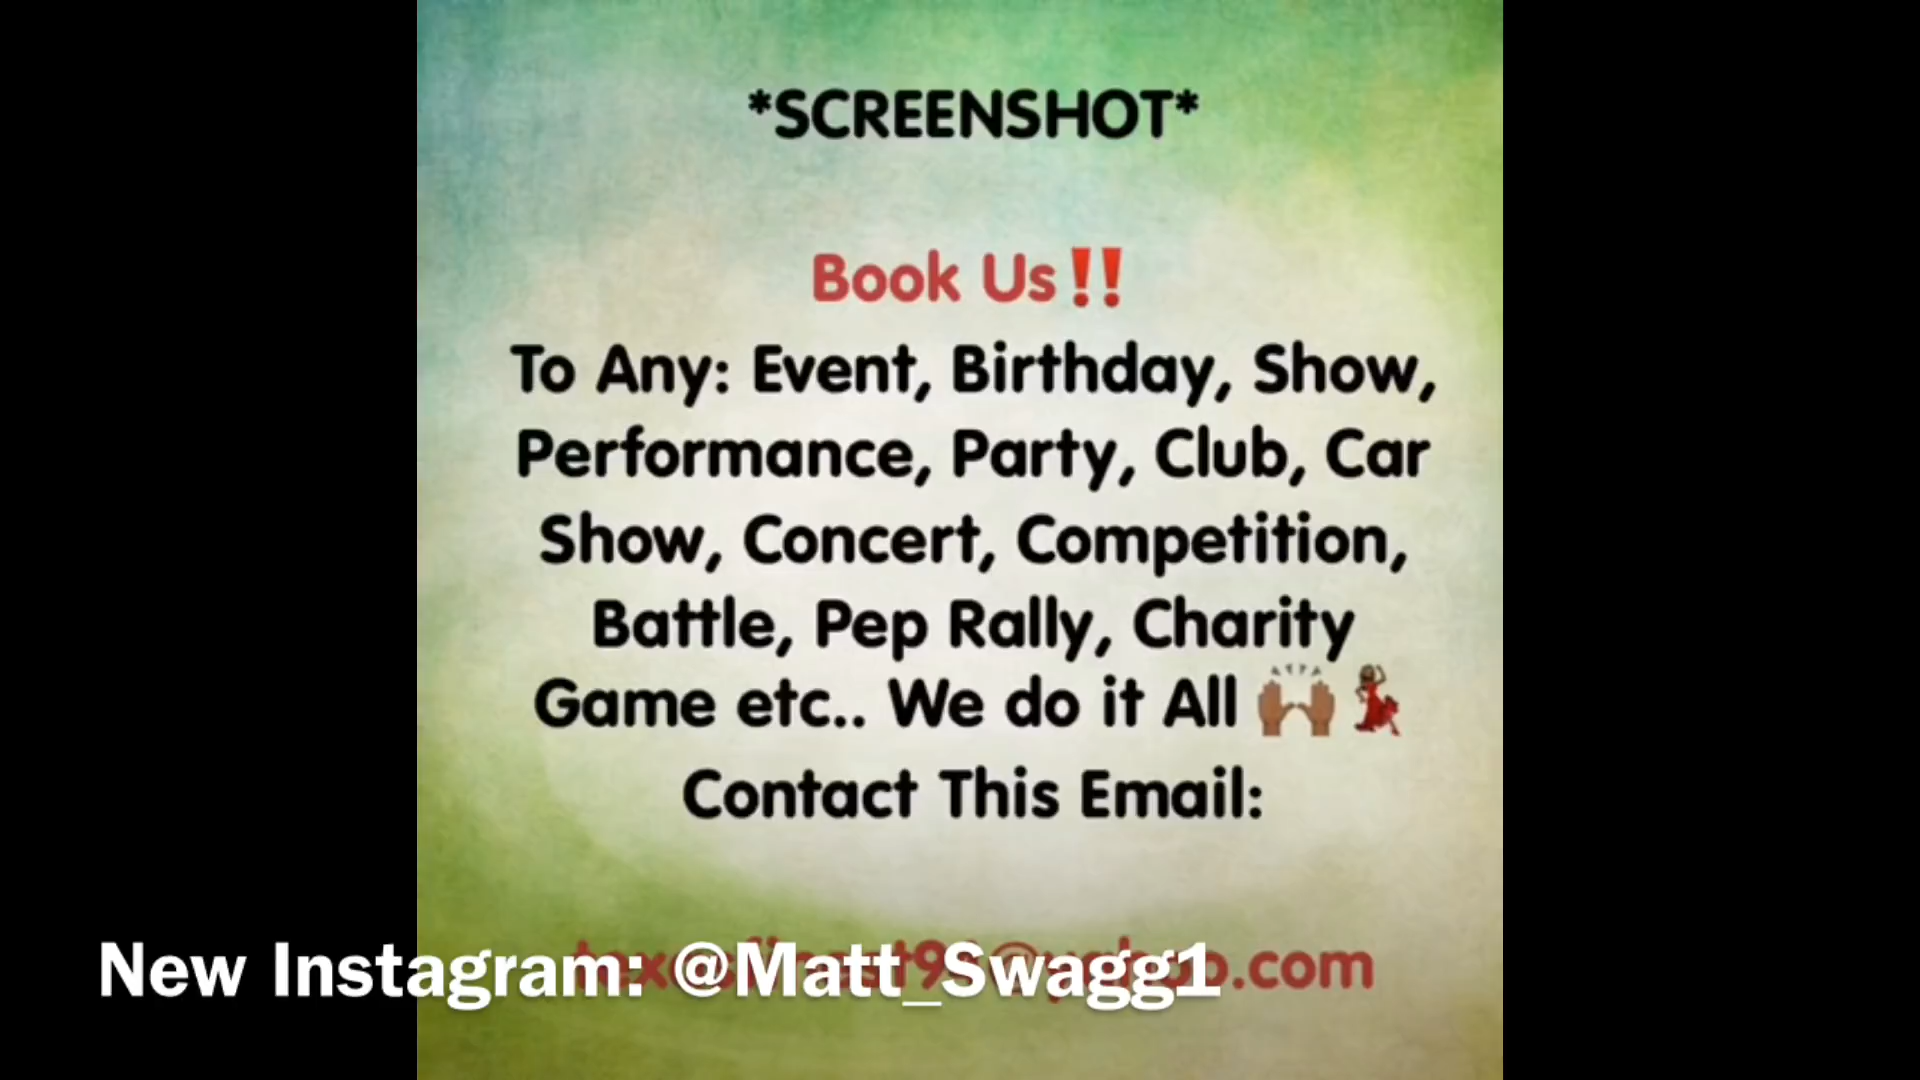 *SCREENSHOT*
Book Us‼️
To Any: Event, Birthday, Show,
Performance, Party, Club, Car
Show, Concert, Competition,
Battle, Pep Rally, Charity
Game etc.. We do it All 🙌🏾💃🏾
Contact This Email:
New Instagram: @Matt_Swagg1